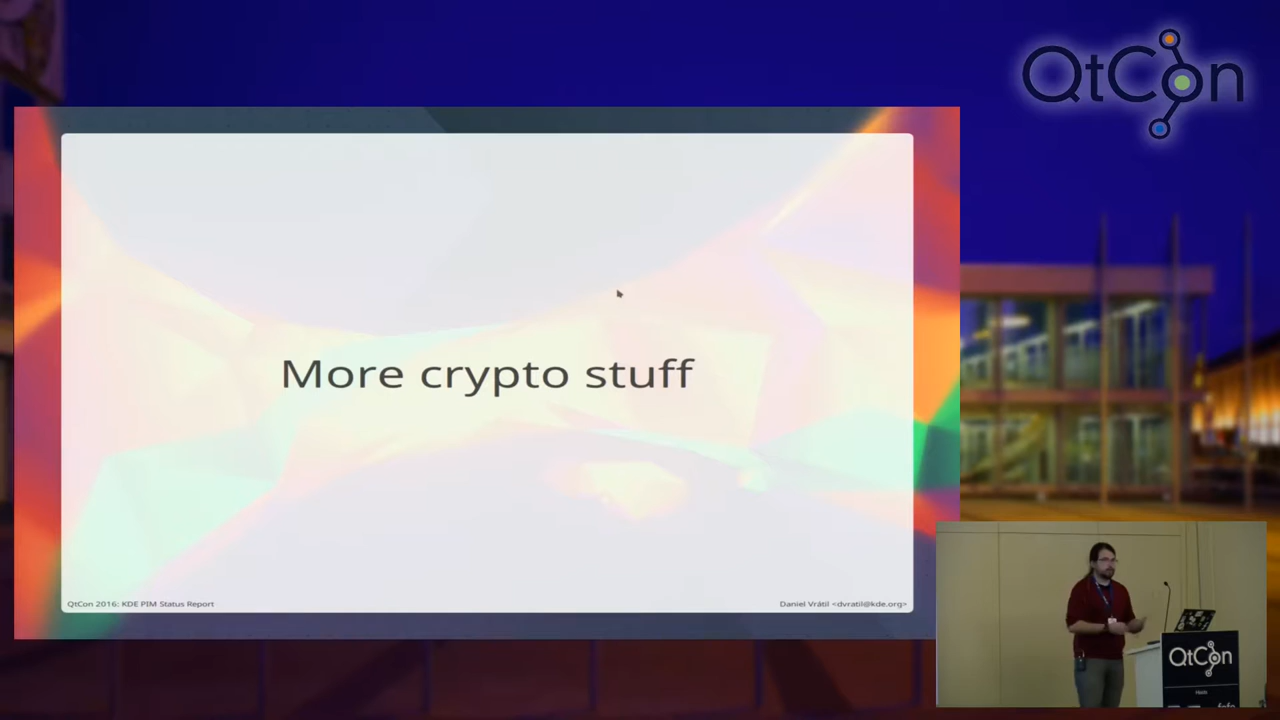 QtCon
More crypto stuff
QtCon 2016: KDE PIM Status Report
Daniel Vrátil <dvratil@kde.org>
QtCon